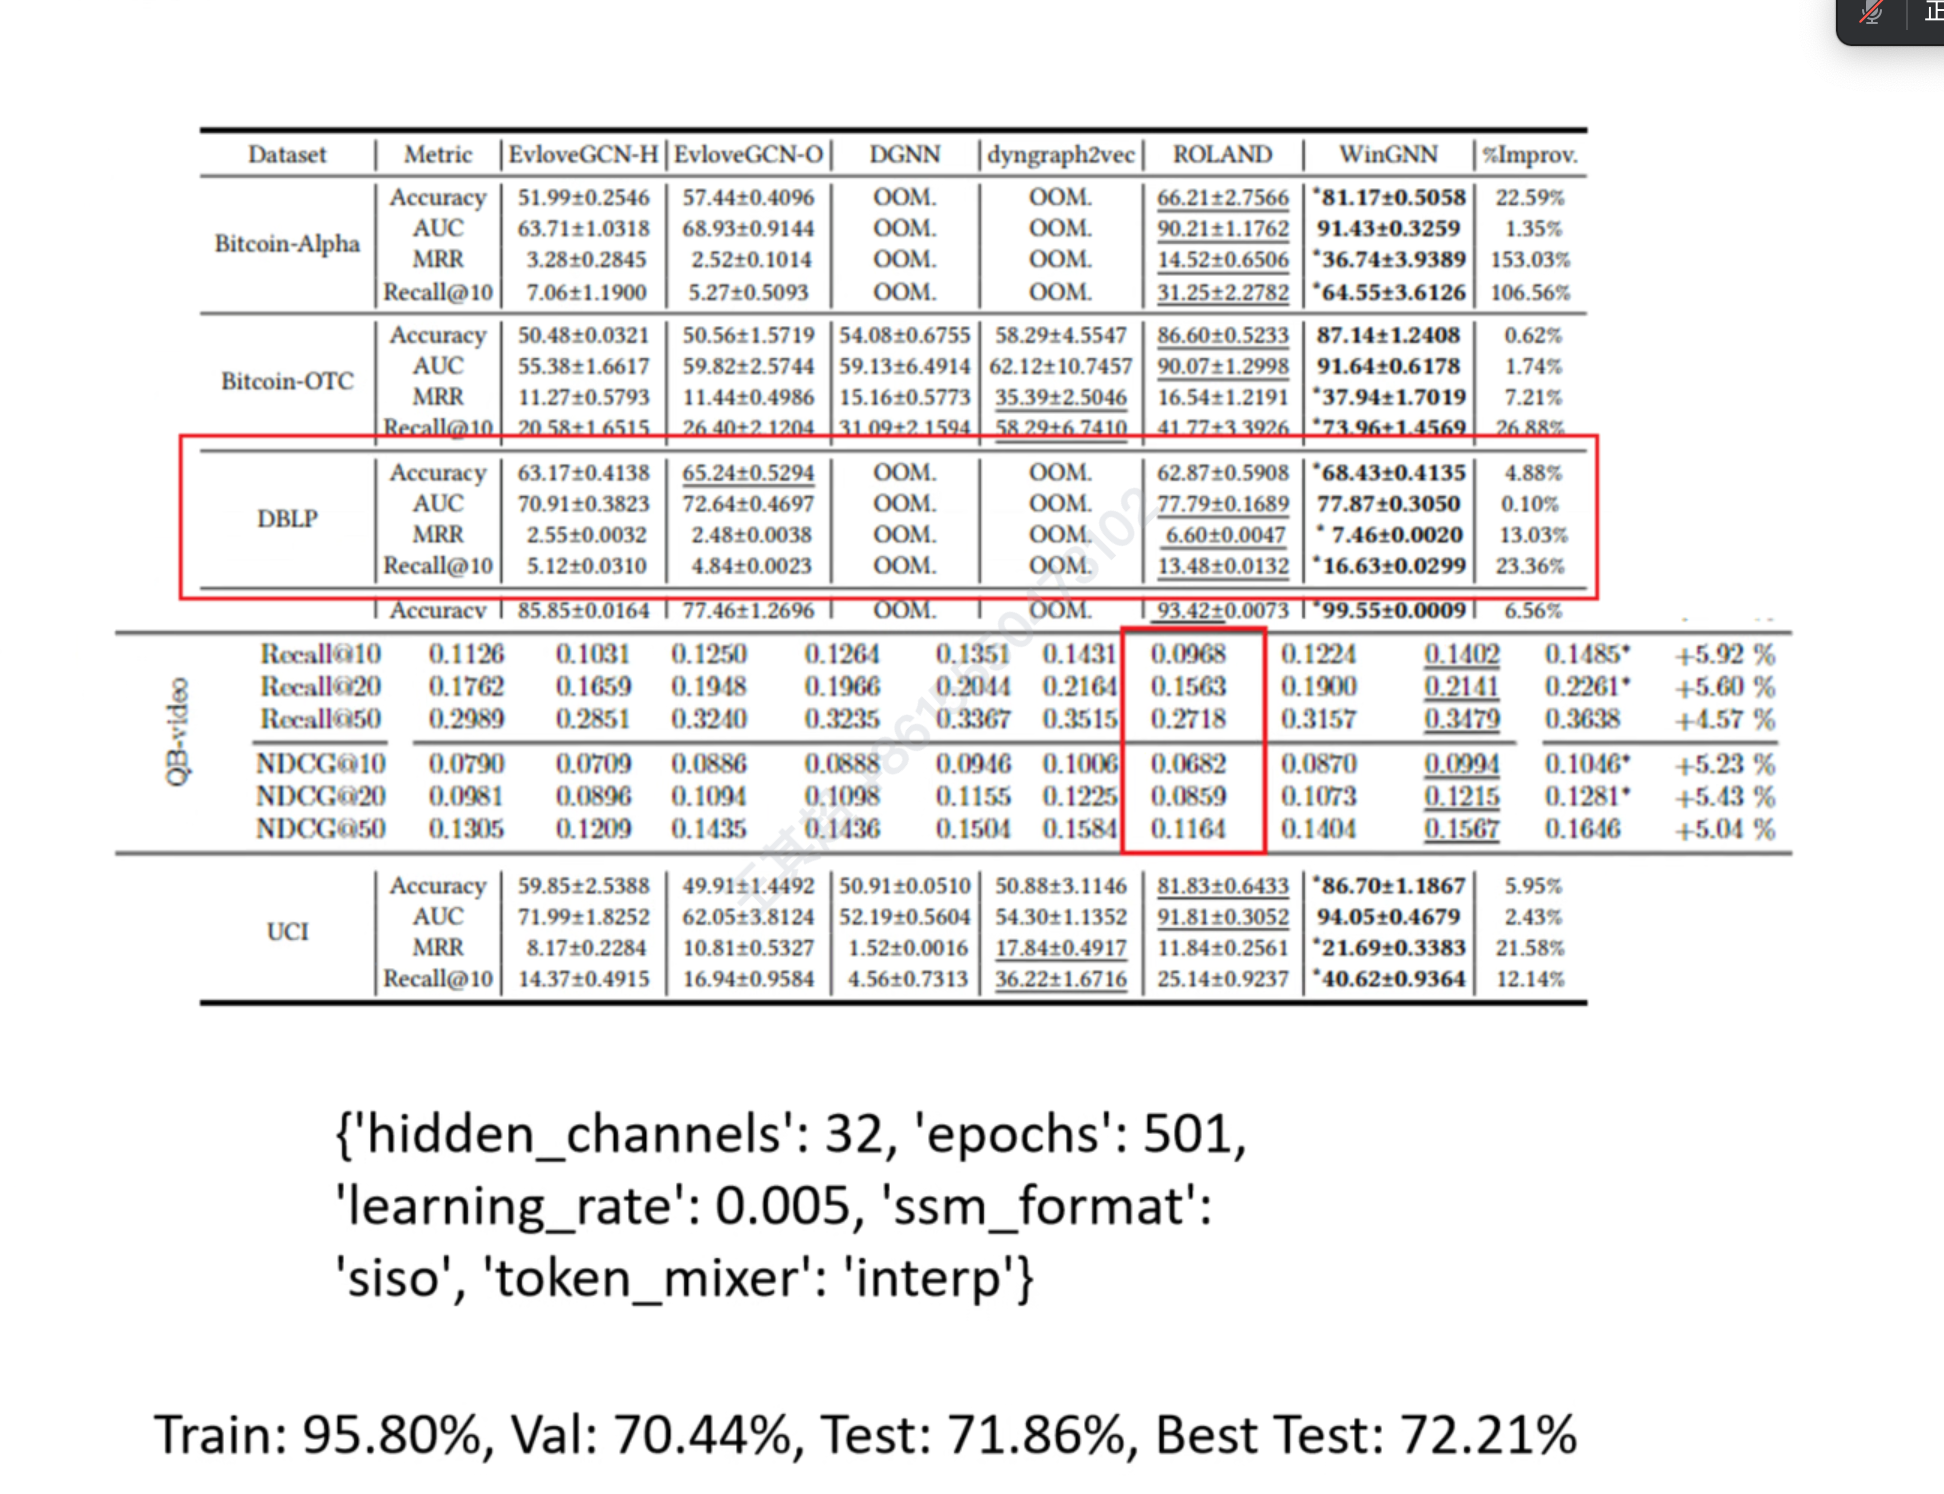 正
Dataset | Metric | EvloveGCN-H | EvloveGCN-O | DGNN | dyngraph2vec | ROLAND | WinGNN | %Improv.
Accuracy | 51.99±0.2546 | 57.44±0.4096 | OOM. | OOM. | 66.21±2.7566 | *81.17±0.5058 | 22.59%
AUC | 63.71±1.0318 | 68.93±0.9144 | OOM. | OOM. | 90.21±1.1762 | 91.43±0.3259 | 1.35%
Bitcoin-Alpha
MRR | 3.28±0.2845 | 2.52±0.1014 | OOM. | OOM. | 14.52±0.6506 | *36.74±3.9389 | 153.03%
Recall@10 | 7.06±1.1900 | 5.27±0.5093 | OOM. | OOM. | 31.25±2.2782 | *64.55±3.6126 | 106.56%
Accuracy | 50.48±0.0321 | 50.56±1.5719 | 54.08±0.6755 | 58.29±4.5547 | 86.60±0.5233 | 87.14±1.2408 | 0.62%
AUC | 55.38±1.6617 | 59.82±2.5744 | 59.13±6.4914 | 62.12±10.7457 | 90.07±1.2998 | 91.64±0.6178 | 1.74%
Bitcoin-OTC
MRR | 11.27±0.5793 | 11.44±0.4986 | 15.16±0.5773 | 35.39±2.5046 | 16.54±1.2191 | *37.94±1.7019 | 7.21%
Recall@10 | 20.58±1.6515 | 26.40±2.1204 | 31.09±2.1594 | 58.29±6.7410 | 41.77±3.3926 | *73.96±1.4569 | 26.88%
Accuracy | 63.17±0.4138 | 65.24±0.5294 | OOM. | OOM. | 62.87±0.5908 | *68.43±0.4135 | 4.88%
AUC | 70.91±0.3823 | 72.64±0.4697 | OOM. | OOM. | 77.79±0.1689 | 77.87±0.3050 | 0.10%
DBLP
MRR | 2.55±0.0032 | 2.48±0.0038 | OOM. | OOM. | 6.60±0.0047 | * 7.46±0.0020 | 13.03%
Recall@10 | 5.12±0.0310 | 4.84±0.0023 | OOM. | OOM. | 13.48±0.0132 | *16.63±0.0299 | 23.36%
Accuracy | 85.85±0.0164 | 77.46±1.2696 | OOM. | OOM. | 93.42±0.0073 | *99.55±0.0009 | 6.56%
QB-video
Recall@10 0.1126 0.1031 0.1250 0.1264 0.1351 0.1431 0.0968 0.1224 0.1402 0.1485* +5.92 %
Recall@20 0.1762 0.1659 0.1948 0.1966 0.2044 0.2164 0.1563 0.1900 0.2141 0.2261* +5.60 %
Recall@50 0.2989 0.2851 0.3240 0.3235 0.3367 0.3515 0.2718 0.3157 0.3479 0.3638 +4.57 %
NDCG@10 0.0790 0.0709 0.0886 0.0888 0.0946 0.1006 0.0682 0.0870 0.0994 0.1046* +5.23 %
NDCG@20 0.0981 0.0896 0.1094 0.1098 0.1155 0.1225 0.0859 0.1073 0.1215 0.1281* +5.43 %
NDCG@50 0.1305 0.1209 0.1435 0.1436 0.1504 0.1584 0.1164 0.1404 0.1567 0.1646 +5.04 %
Accuracy | 59.85±2.5388 | 49.91±1.4492 | 50.91±0.0510 | 50.88±3.1146 | 81.83±0.6433 | *86.70±1.1867 | 5.95%
AUC | 71.99±1.8252 | 62.05±3.8124 | 52.19±0.5604 | 54.30±1.1352 | 91.81±0.3052 | 94.05±0.4679 | 2.43%
UCI
MRR | 8.17±0.2284 | 10.81±0.5327 | 1.52±0.0016 | 17.84±0.4917 | 11.84±0.2561 | *21.69±0.3383 | 21.58%
Recall@10 | 14.37±0.4915 | 16.94±0.9584 | 4.56±0.7313 | 36.22±1.6716 | 25.14±0.9237 | *40.62±0.9364 | 12.14%
{'hidden_channels': 32, 'epochs': 501,
'learning_rate': 0.005, 'ssm_format':
'siso', 'token_mixer': 'interp'}
Train: 95.80%, Val: 70.44%, Test: 71.86%, Best Test: 72.21%